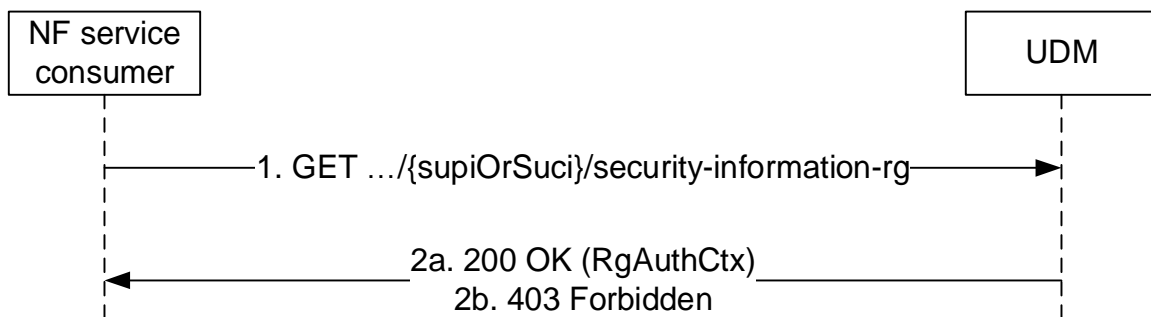 NF service
consumer
UDM
1. GET …/{supiOrSuci}/security-information-rg
2a. 200 OK (RgAuthCtx)
2b. 403 Forbidden